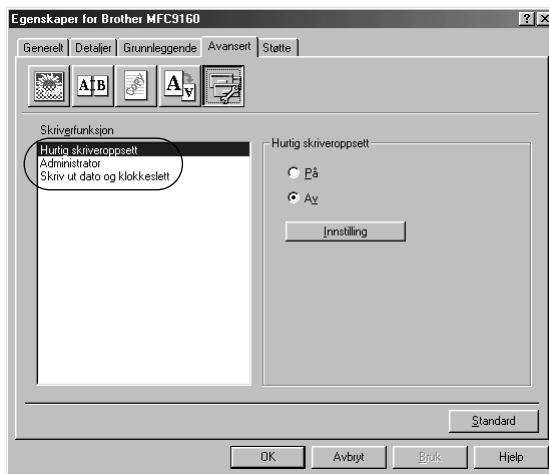 Egenskaper for Brother MFC9160
Generelt Detaljer Grunnleggende Avansert Støtte
Skriverfunksjon
Hurtig skriveroppsett
Administrator
Skriv ut dato og klokkeslett
Hurtig skriveroppsett
På
Av
Innstilling
Standard
OK Avbryt Bruk Hjelp